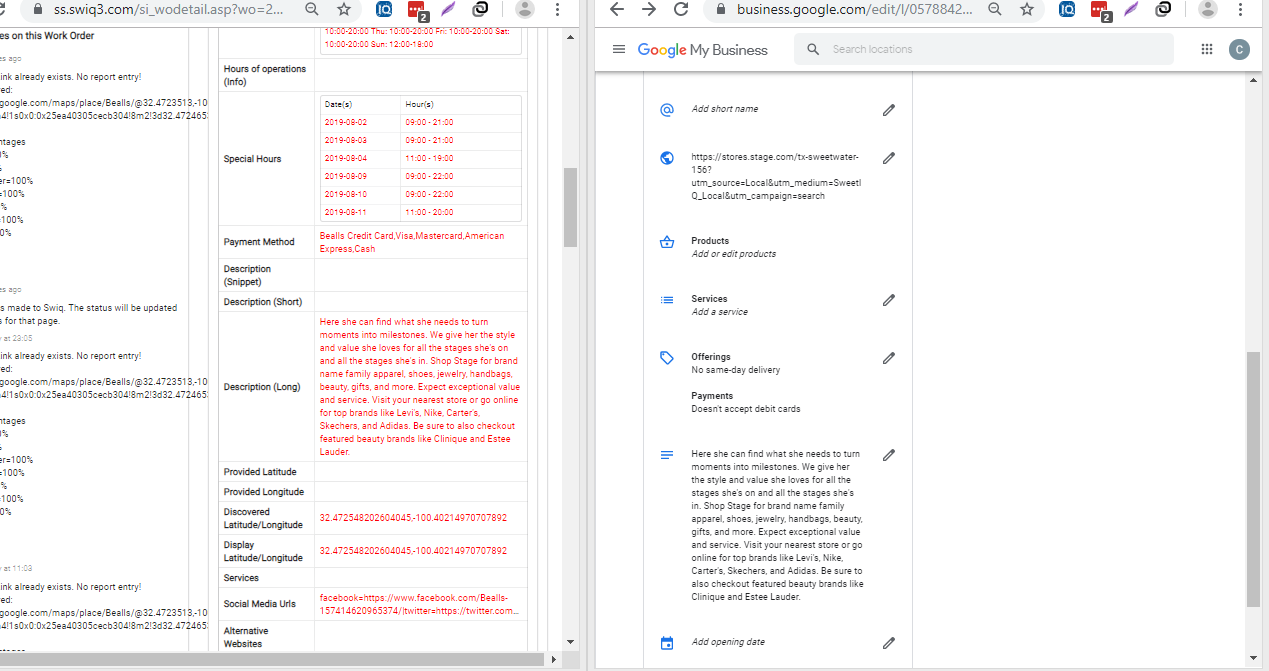 ss.swiq3.com/si_wodetail.asp?wo=2...
2
es on this Work Order
es ago
ink already exists. No report entry!
red:
google.com/maps/place/Bealls/@32.4723513,-10
a4!1s0x0:0x25ea40305cecb304!8m2!3d32.472465
ntages
%
er=100%
=100%
%
=100%
0%
es ago
s made to Swiq. The status will be updated
s for that page.
y at 23:05
ink already exists. No report entry!
red:
google.com/maps/place/Bealls/@32.4723513,-10
a4!1s0x0:0x25ea40305cecb304!8m2!3d32.472465
ntages
%
er=100%
=100%
%
=100%
0%
y at 11:03
ink already exists. No report entry!
red:
google.com/maps/place/Bealls/@32.4723513,-10
a4!1s0x0:0x25ea40305cecb304!8m2!3d32.472465
10:00-20:00 Thu: 10:00-20:00 Fri: 10:00-20:00 Sat:
10:00-20:00 Sun: 12:00-18:00
Hours of operations
(Info)
Special Hours
Date(s) Hour(s)
2019-08-02 09:00 - 21:00
2019-08-03 09:00 - 21:00
2019-08-04 11:00 - 19:00
2019-08-09 09:00 - 22:00
2019-08-10 09:00 - 22:00
2019-08-11 11:00 - 20:00
Payment Method
Bealls Credit Card,Visa,Mastercard,American
Express,Cash
Description
(Snippet)
Description (Short)
Description (Long)
Here she can find what she needs to turn
moments into milestones. We give her the style
and value she loves for all the stages she's on
and all the stages she's in. Shop Stage for brand
name family apparel, shoes, jewelry, handbags,
beauty, gifts, and more. Expect exceptional value
and service. Visit your nearest store or go online
for top brands like Levi's, Nike, Carter's,
Skechers, and Adidas. Be sure to also checkout
featured beauty brands like Clinique and Estee
Lauder.
Provided Latitude
Provided Longitude
Discovered
Latitude/Longitude
32.472548202604045,-100.40214970707892
Display
Latitude/Longitude
32.472548202604045,-100.40214970707892
Services
Social Media Urls
facebook=https://www.facebook.com/Bealls-
157414620965374/|twitter=https://twitter.com...
Alternative
Websites
business.google.com/edit/l/0578842...
2
Google My Business
Search locations
C
Add short name
https://stores.stage.com/tx-sweetwater-
156?
utm_source=Local&utm_medium=SweetI
Q_Local&utm_campaign=search
Products
Add or edit products
Services
Add a service
Offerings
No same-day delivery
Payments
Doesn't accept debit cards
Here she can find what she needs to turn
moments into milestones. We give her
the style and value she loves for all the
stages she's on and all the stages she's
in. Shop Stage for brand name family
apparel, shoes, jewelry, handbags, beauty,
gifts, and more. Expect exceptional value
and service. Visit your nearest store or go
online for top brands like Levi's, Nike,
Carter's, Skechers, and Adidas. Be sure to
also checkout featured beauty brands like
Clinique and Estee Lauder.
Add opening date